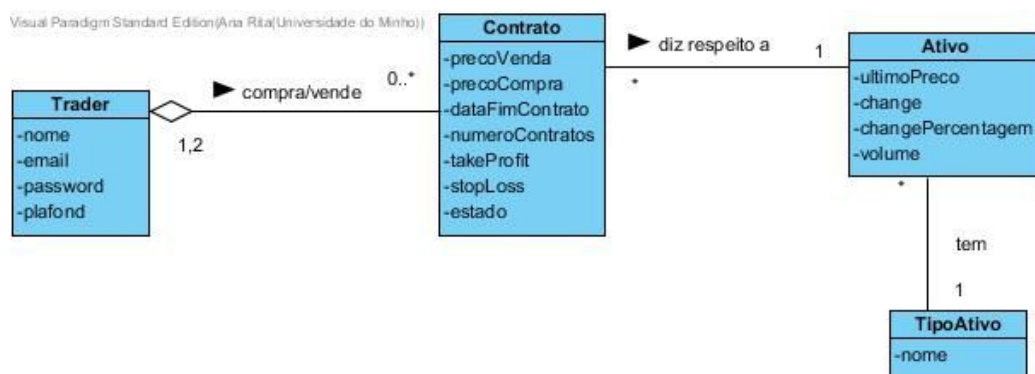 Visual Paradigm Standard Edition(Ana Rita(Universidade do Minho))
Trader
-nome
-email
-password
-plafond
compra/vende
1,2
0..*
Contrato
-precoVenda
-precoCompra
-dataFimContrato
-numeroContratos
-takeProfit
-stopLoss
-estado
diz respeito a
*
1
Ativo
-ultimoPreco
-change
-changePercentagem
-volume
*
tem
1
TipoAtivo
-nome